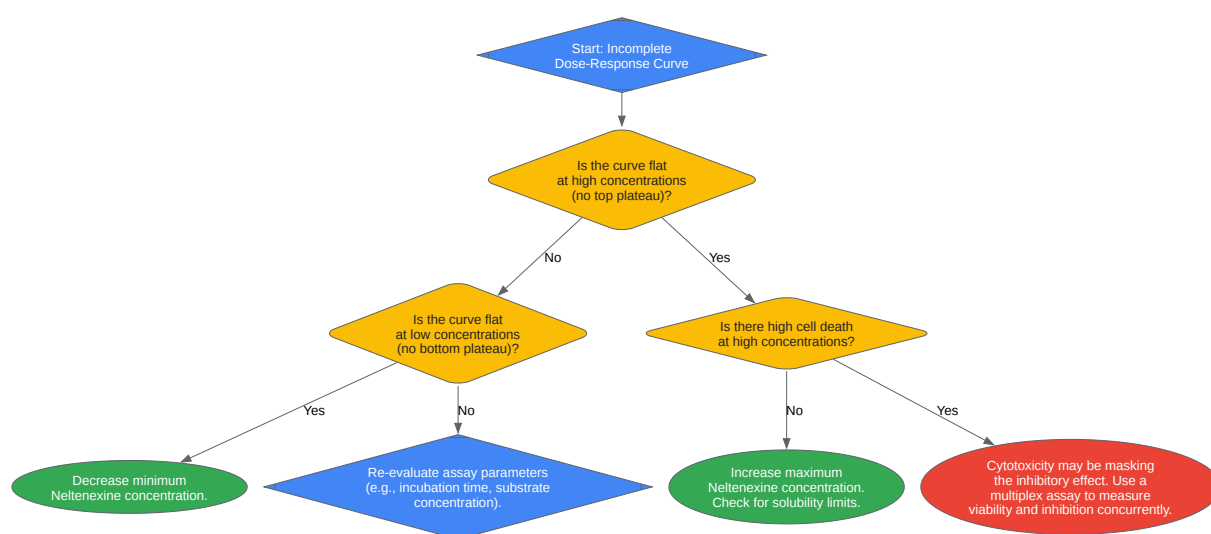 Start: Incomplete
Dose-Response Curve
Is the curve flat
at high concentrations
(no top plateau)?
No
Yes
Is the curve flat
at low concentrations
(no bottom plateau)?
Is there high cell death
at high concentrations?
Yes
No
No
Yes
Decrease minimum
Neltenexine concentration.
Re-evaluate assay parameters
(e.g., incubation time, substrate
concentration).
Increase maximum
Neltenexine concentration.
Check for solubility limits.
Cytotoxicity may be masking
the inhibitory effect. Use a
multiplex assay to measure
viability and inhibition concurrently.